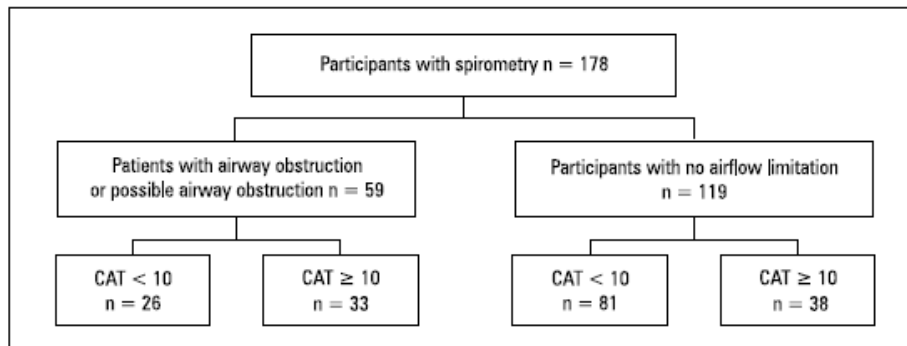 Participants with spirometry n = 178
Patients with airway obstruction
or possible airway obstruction n = 59
Participants with no airflow limitation
n = 119
CAT < 10
n = 26
CAT ≥ 10
n = 33
CAT < 10
n = 81
CAT ≥ 10
n = 38